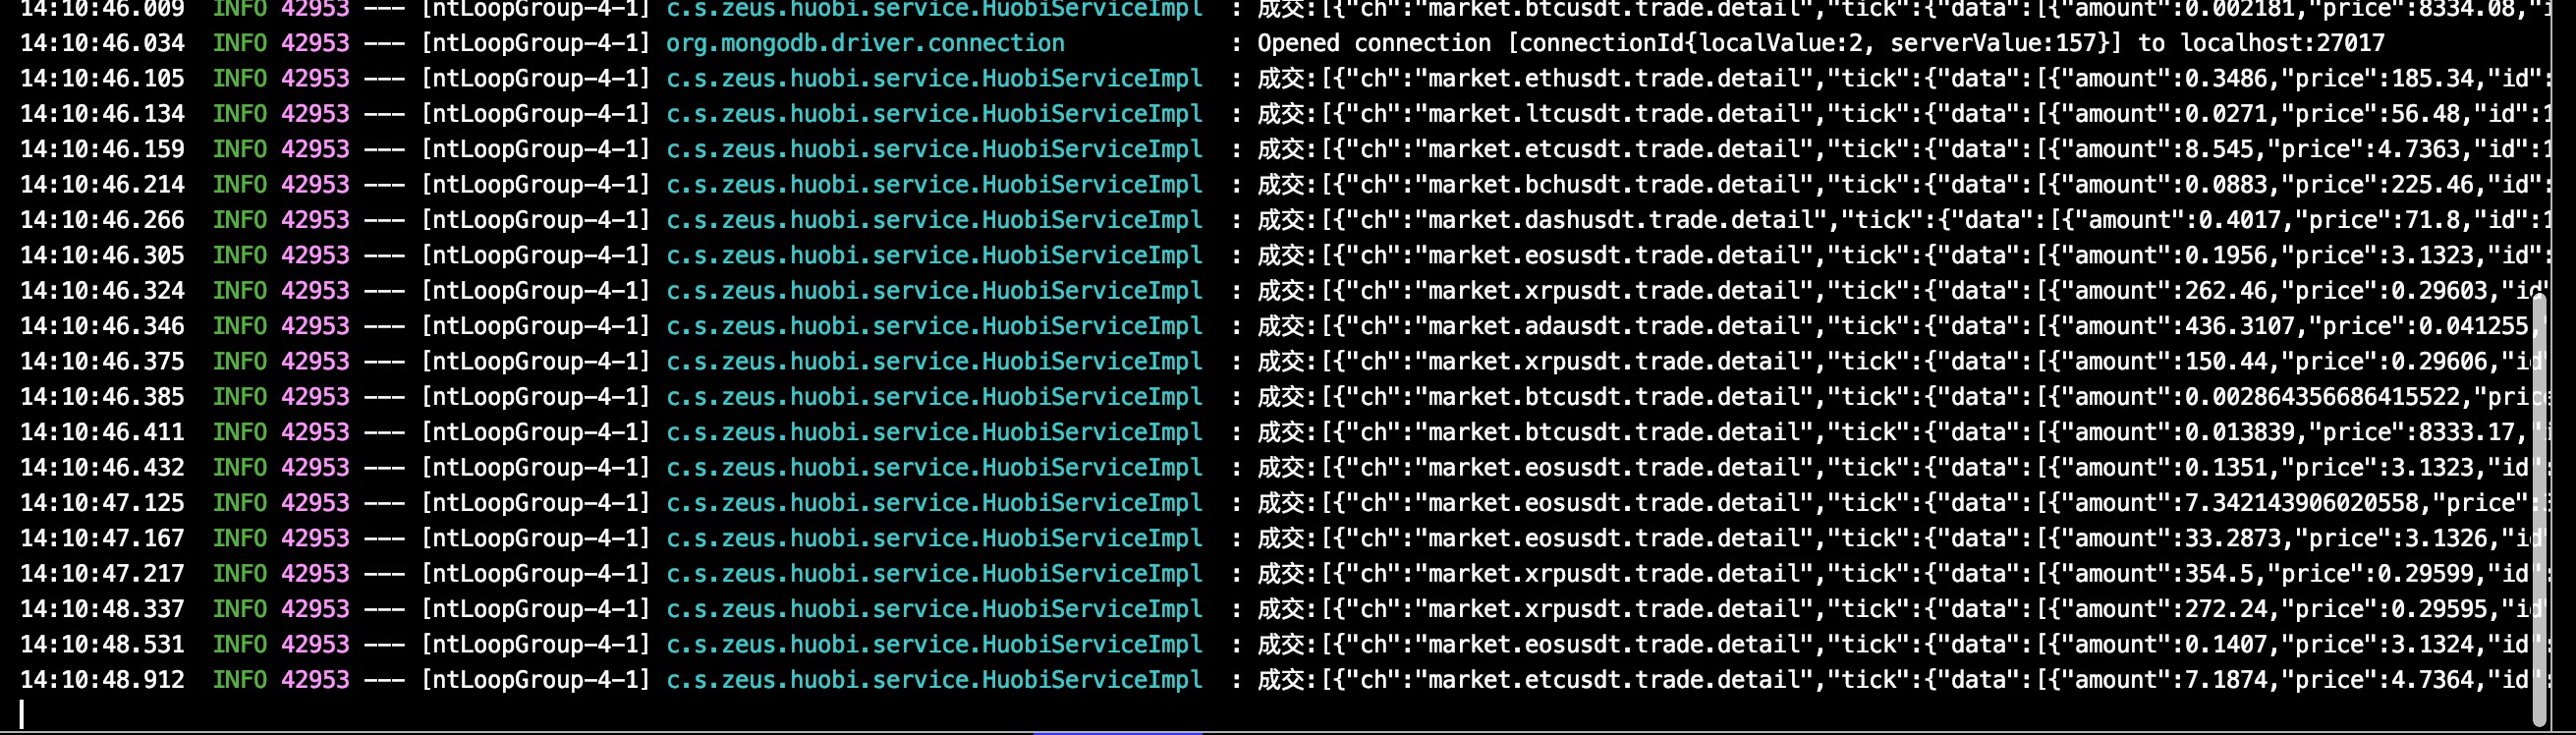 14:10:46.009  INFO 42953 --- [ntLoopGroup-4-1] c.s.zeus.huobi.service.HuobiServiceImpl  : 成交:[{"ch":"market.btcusdt.trade.detail","tick":{"data":[{"amount":0.002181,"price":8334.08,"i
14:10:46.034  INFO 42953 --- [ntLoopGroup-4-1] org.mongodb.driver.connection            : Opened connection [connectionId{localValue:2, serverValue:157}] to localhost:27017
14:10:46.105  INFO 42953 --- [ntLoopGroup-4-1] c.s.zeus.huobi.service.HuobiServiceImpl  : 成交:[{"ch":"market.ethusdt.trade.detail","tick":{"data":[{"amount":0.3486,"price":185.34,"id":
14:10:46.134  INFO 42953 --- [ntLoopGroup-4-1] c.s.zeus.huobi.service.HuobiServiceImpl  : 成交:[{"ch":"market.ltcusdt.trade.detail","tick":{"data":[{"amount":0.0271,"price":56.48,"id":1
14:10:46.159  INFO 42953 --- [ntLoopGroup-4-1] c.s.zeus.huobi.service.HuobiServiceImpl  : 成交:[{"ch":"market.etcusdt.trade.detail","tick":{"data":[{"amount":8.545,"price":4.7363,"id":1
14:10:46.214  INFO 42953 --- [ntLoopGroup-4-1] c.s.zeus.huobi.service.HuobiServiceImpl  : 成交:[{"ch":"market.bchusdt.trade.detail","tick":{"data":[{"amount":0.0883,"price":225.46,"id":
14:10:46.266  INFO 42953 --- [ntLoopGroup-4-1] c.s.zeus.huobi.service.HuobiServiceImpl  : 成交:[{"ch":"market.dashusdt.trade.detail","tick":{"data":[{"amount":0.4017,"price":71.8,"id":1
14:10:46.305  INFO 42953 --- [ntLoopGroup-4-1] c.s.zeus.huobi.service.HuobiServiceImpl  : 成交:[{"ch":"market.eosusdt.trade.detail","tick":{"data":[{"amount":0.1956,"price":3.1323,"id":
14:10:46.324  INFO 42953 --- [ntLoopGroup-4-1] c.s.zeus.huobi.service.HuobiServiceImpl  : 成交:[{"ch":"market.xrpusdt.trade.detail","tick":{"data":[{"amount":262.46,"price":0.29603,"id"
14:10:46.346  INFO 42953 --- [ntLoopGroup-4-1] c.s.zeus.huobi.service.HuobiServiceImpl  : 成交:[{"ch":"market.adausdt.trade.detail","tick":{"data":[{"amount":436.3107,"price":0.041255,"
14:10:46.375  INFO 42953 --- [ntLoopGroup-4-1] c.s.zeus.huobi.service.HuobiServiceImpl  : 成交:[{"ch":"market.xrpusdt.trade.detail","tick":{"data":[{"amount":150.44,"price":0.29606,"id"
14:10:46.385  INFO 42953 --- [ntLoopGroup-4-1] c.s.zeus.huobi.service.HuobiServiceImpl  : 成交:[{"ch":"market.btcusdt.trade.detail","tick":{"data":[{"amount":0.002864356686415522,"pric
14:10:46.411  INFO 42953 --- [ntLoopGroup-4-1] c.s.zeus.huobi.service.HuobiServiceImpl  : 成交:[{"ch":"market.btcusdt.trade.detail","tick":{"data":[{"amount":0.013839,"price":8333.17,"
14:10:46.432  INFO 42953 --- [ntLoopGroup-4-1] c.s.zeus.huobi.service.HuobiServiceImpl  : 成交:[{"ch":"market.eosusdt.trade.detail","tick":{"data":[{"amount":0.1351,"price":3.1323,"id":
14:10:47.125  INFO 42953 --- [ntLoopGroup-4-1] c.s.zeus.huobi.service.HuobiServiceImpl  : 成交:[{"ch":"market.eosusdt.trade.detail","tick":{"data":[{"amount":7.342143906020558,"price":
14:10:47.167  INFO 42953 --- [ntLoopGroup-4-1] c.s.zeus.huobi.service.HuobiServiceImpl  : 成交:[{"ch":"market.eosusdt.trade.detail","tick":{"data":[{"amount":33.2873,"price":3.1326,"id"
14:10:47.217  INFO 42953 --- [ntLoopGroup-4-1] c.s.zeus.huobi.service.HuobiServiceImpl  : 成交:[{"ch":"market.xrpusdt.trade.detail","tick":{"data":[{"amount":354.5,"price":0.29599,"id":
14:10:48.337  INFO 42953 --- [ntLoopGroup-4-1] c.s.zeus.huobi.service.HuobiServiceImpl  : 成交:[{"ch":"market.xrpusdt.trade.detail","tick":{"data":[{"amount":272.24,"price":0.29595,"id"
14:10:48.531  INFO 42953 --- [ntLoopGroup-4-1] c.s.zeus.huobi.service.HuobiServiceImpl  : 成交:[{"ch":"market.eosusdt.trade.detail","tick":{"data":[{"amount":0.1407,"price":3.1324,"id":
14:10:48.912  INFO 42953 --- [ntLoopGroup-4-1] c.s.zeus.huobi.service.HuobiServiceImpl  : 成交:[{"ch":"market.etcusdt.trade.detail","tick":{"data":[{"amount":7.1874,"price":4.7364,"id":